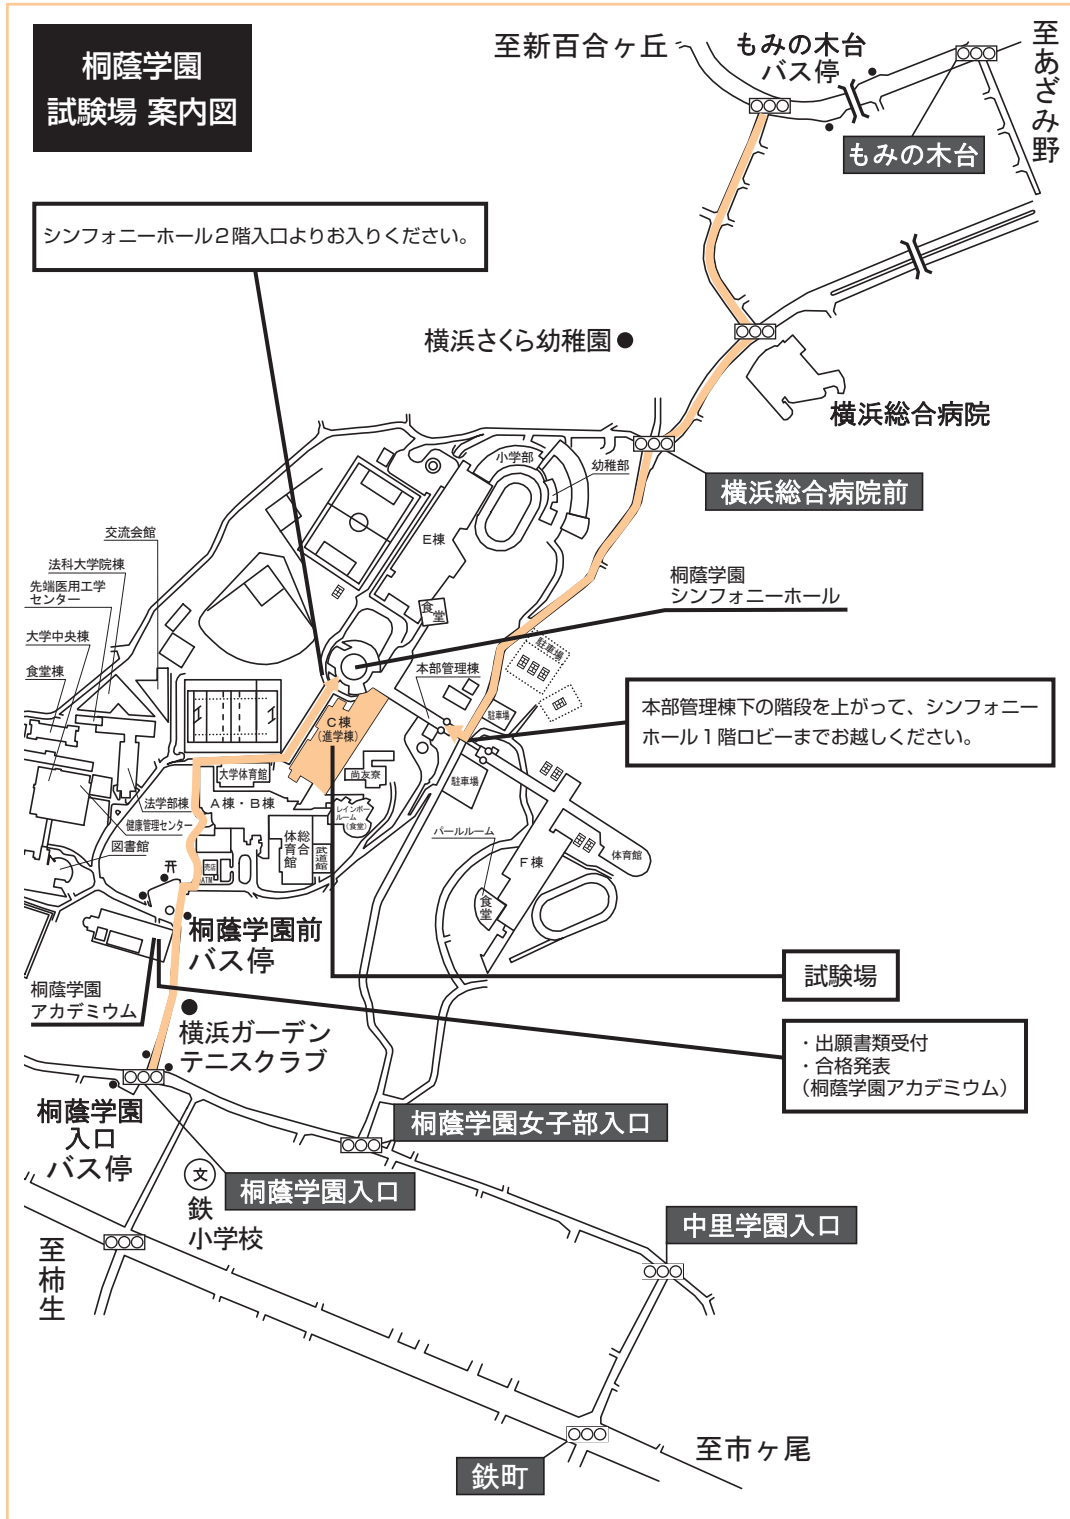 桐蔭学園
試験場 案内図
至新百合ヶ丘
もみの木台
バス停
至あざみ野
もみの木台
シンフォニーホール２階入口よりお入りください。
横浜さくら幼稚園
横浜総合病院
横浜総合病院前
小学部
幼稚部
E棟
食堂
交流会館
法科大学院棟
先端医用工学
センター
大学中央棟
食堂棟
桐蔭学園
シンフォニーホール
駐車場
本部管理棟
駐車場
本部管理棟下の階段を上がって、シンフォニー
ホール１階ロビーまでお越しください。
C棟
(進学棟)
大学体育館
尚友寮
駐車場
法学部棟
A棟・B棟
レインボー
ルーム
(食堂)
健康管理センター
図書館
総合
体育館
武道館
パールルーム
F棟
体育館
売店
ATM
食堂
桐蔭学園前
バス停
試験場
桐蔭学園
アカデミウム
横浜ガーデン
テニスクラブ
・出願書類受付
・合格発表
（桐蔭学園アカデミウム）
桐蔭学園
入口
バス停
桐蔭学園女子部入口
文
桐蔭学園入口
鉄
小学校
中里学園入口
至柿生
至市ヶ尾
鉄町